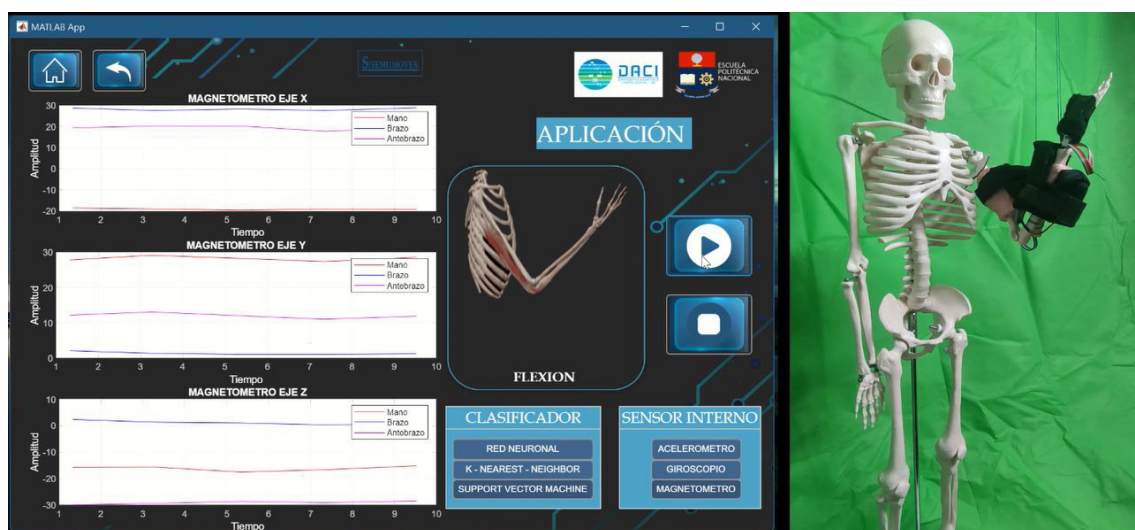 MATLAB App
SISEMUMOVEX
DACI
ESCUELA
POLITÉCNICA
NACIONAL
MAGNETOMETRO EJE X
30
20
10
0
-10
-20
Amplitud
Mano
Brazo
Antebrazo
1 2 3 4 5 6 7 8 9 10
Tiempo
MAGNETOMETRO EJE Y
30
20
10
0
Amplitud
Mano
Brazo
Antebrazo
1 2 3 4 5 6 7 8 9 10
Tiempo
MAGNETOMETRO EJE Z
10
0
-10
-20
-30
Amplitud
Mano
Brazo
Antebrazo
1 2 3 4 5 6 7 8 9 10
Tiempo
APLICACIÓN
FLEXION
CLASIFICADOR
RED NEURONAL
K - NEAREST - NEIGHBOR
SUPPORT VECTOR MACHINE
SENSOR INTERNO
ACELEROMETRO
GIROSCOPIO
MAGNETOMETRO